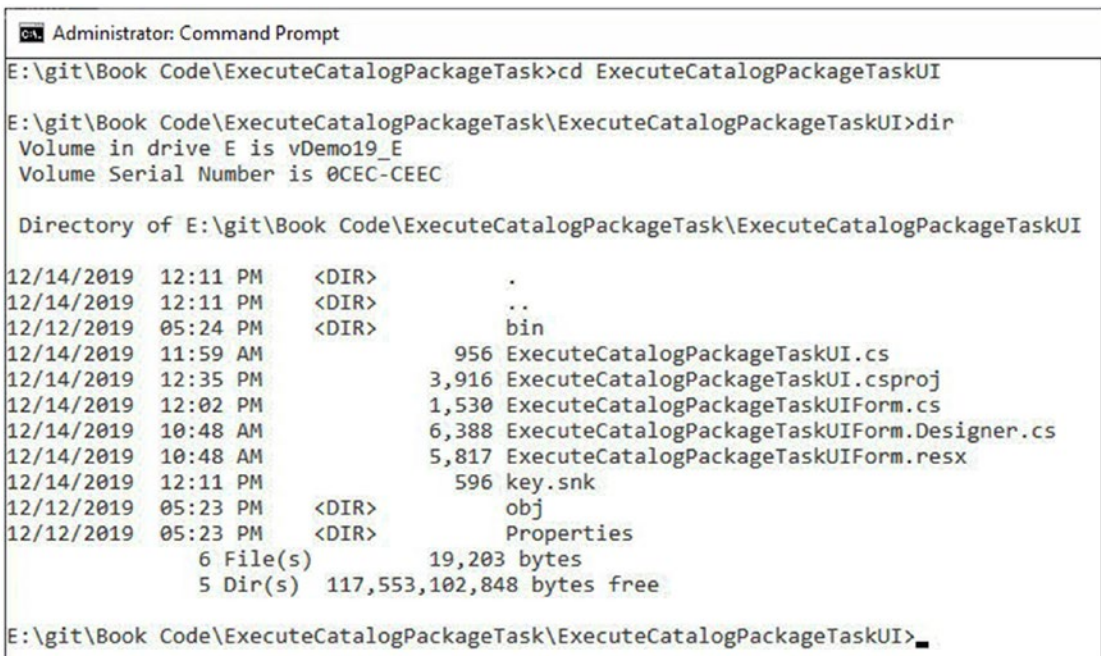 Administrator: Command Prompt
E:\git\Book Code\ExecuteCatalogPackageTask>cd ExecuteCatalogPackageTaskUI
E:\git\Book Code\ExecuteCatalogPackageTask\ExecuteCatalogPackageTaskUI>dir
 Volume in drive E is vDemo19_E
 Volume Serial Number is 0CEC-CEEC
 Directory of E:\git\Book Code\ExecuteCatalogPackageTask\ExecuteCatalogPackageTaskUI
12/14/2019  12:11 PM    <DIR>          .
12/14/2019  12:11 PM    <DIR>          ..
12/12/2019  05:24 PM    <DIR>          bin
12/14/2019  11:59 AM               956 ExecuteCatalogPackageTaskUI.cs
12/14/2019  12:35 PM             3,916 ExecuteCatalogPackageTaskUI.csproj
12/14/2019  12:02 PM             1,530 ExecuteCatalogPackageTaskUIForm.cs
12/14/2019  10:48 AM             6,388 ExecuteCatalogPackageTaskUIForm.Designer.cs
12/14/2019  10:48 AM             5,817 ExecuteCatalogPackageTaskUIForm.resx
12/14/2019  12:11 PM               596 key.snk
12/12/2019  05:23 PM    <DIR>          obj
12/12/2019  05:23 PM    <DIR>          Properties
               6 File(s)         19,203 bytes
               5 Dir(s)  117,553,102,848 bytes free
E:\git\Book Code\ExecuteCatalogPackageTask\ExecuteCatalogPackageTaskUI>